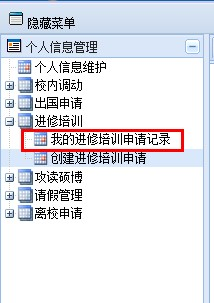 隐藏菜单
个人信息管理
个人信息维护
校内调动
出国申请
进修培训
我的进修培训申请记录
创建进修培训申请
攻读硕博
请假管理
离校申请